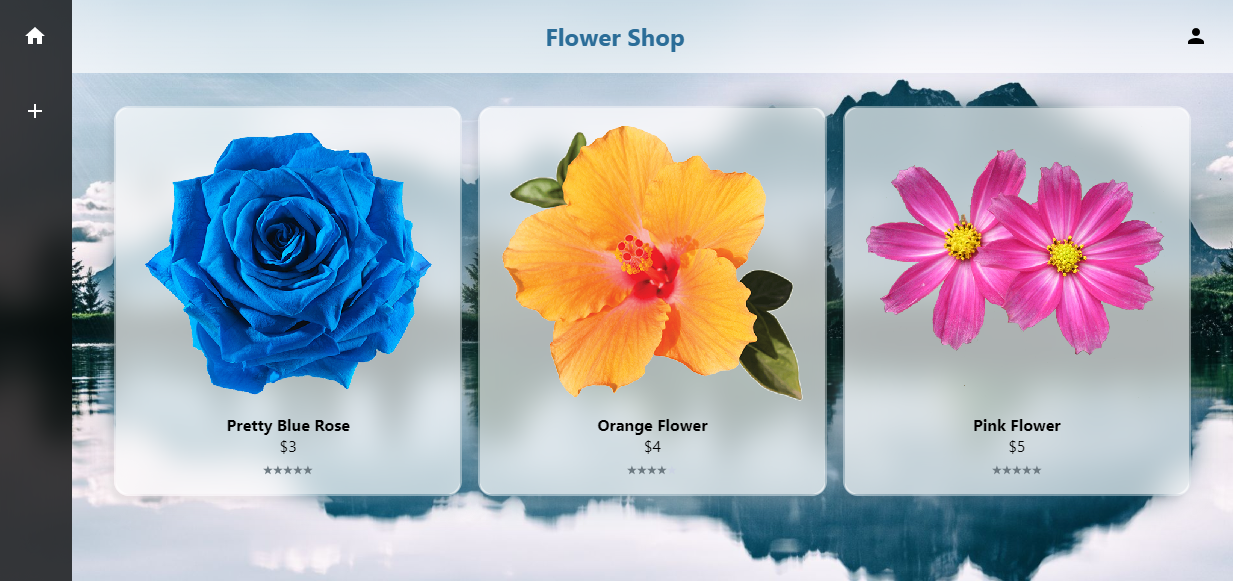 Flower Shop
Pretty Blue Rose
$3
★★★★★
Orange Flower
$4
★★★★
Pink Flower
$5
★★★★★